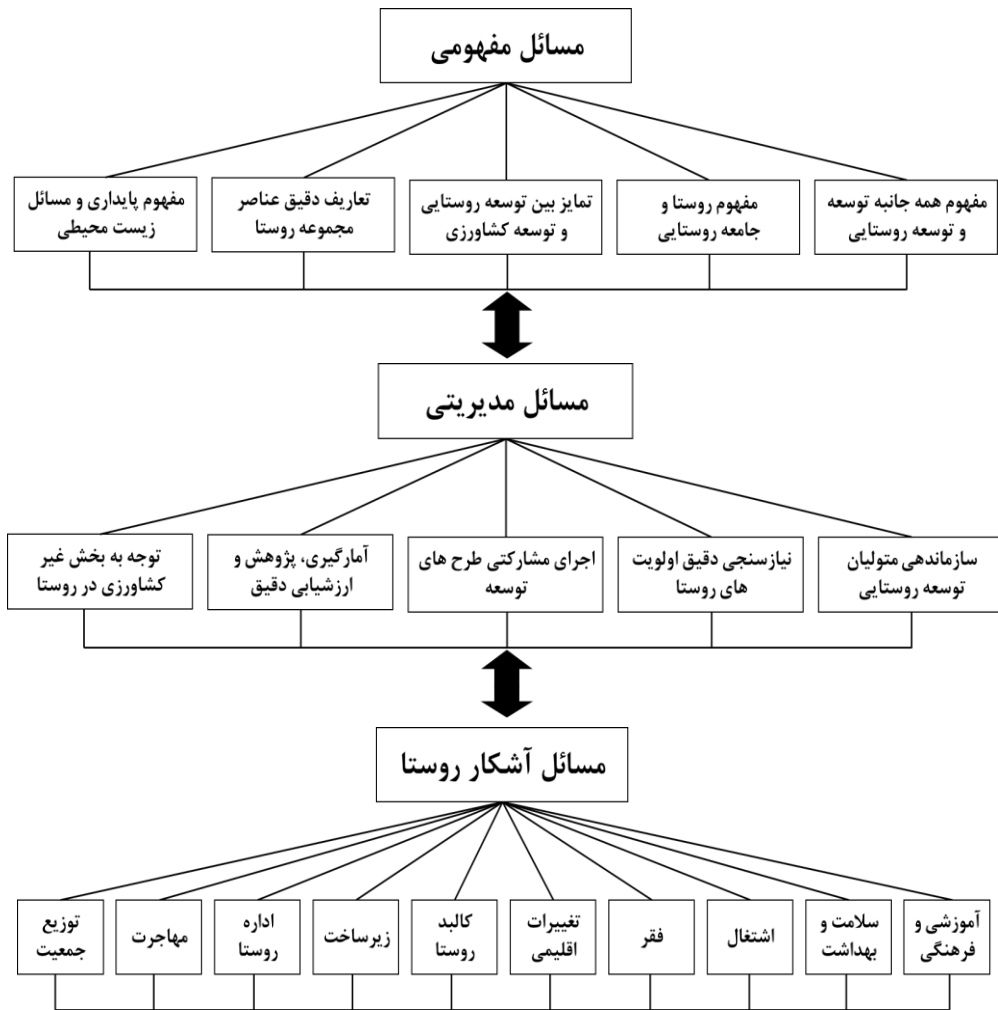 مسائل مفهومی
مفهوم همه جانبه توسعه
و توسعه روستایی
مفهوم روستا و
جامعه روستایی
تمایز بین توسعه روستایی
و توسعه کشاورزی
تعاریف دقیق عناصر
مجموعه روستا
مفهوم پایداری و مسائل
زیست محیطی
مسائل مدیریتی
سازماندهی متولیان
توسعه روستایی
نیازسنجی دقیق اولویت
های روستا
اجرای مشارکتی طرح های
توسعه
آمارگیری، پژوهش و
ارزشیابی دقیق
توجه به بخش غیر
کشاورزی در روستا
مسائل آشکار روستا
آموزشی و
فرهنگی
سلامت و
بهداشت
اشتغال
فقر
تغییرات
اقلیمی
کالبد
روستا
زیرساخت
اداره
روستا
مهاجرت
توزیع
جمعیت